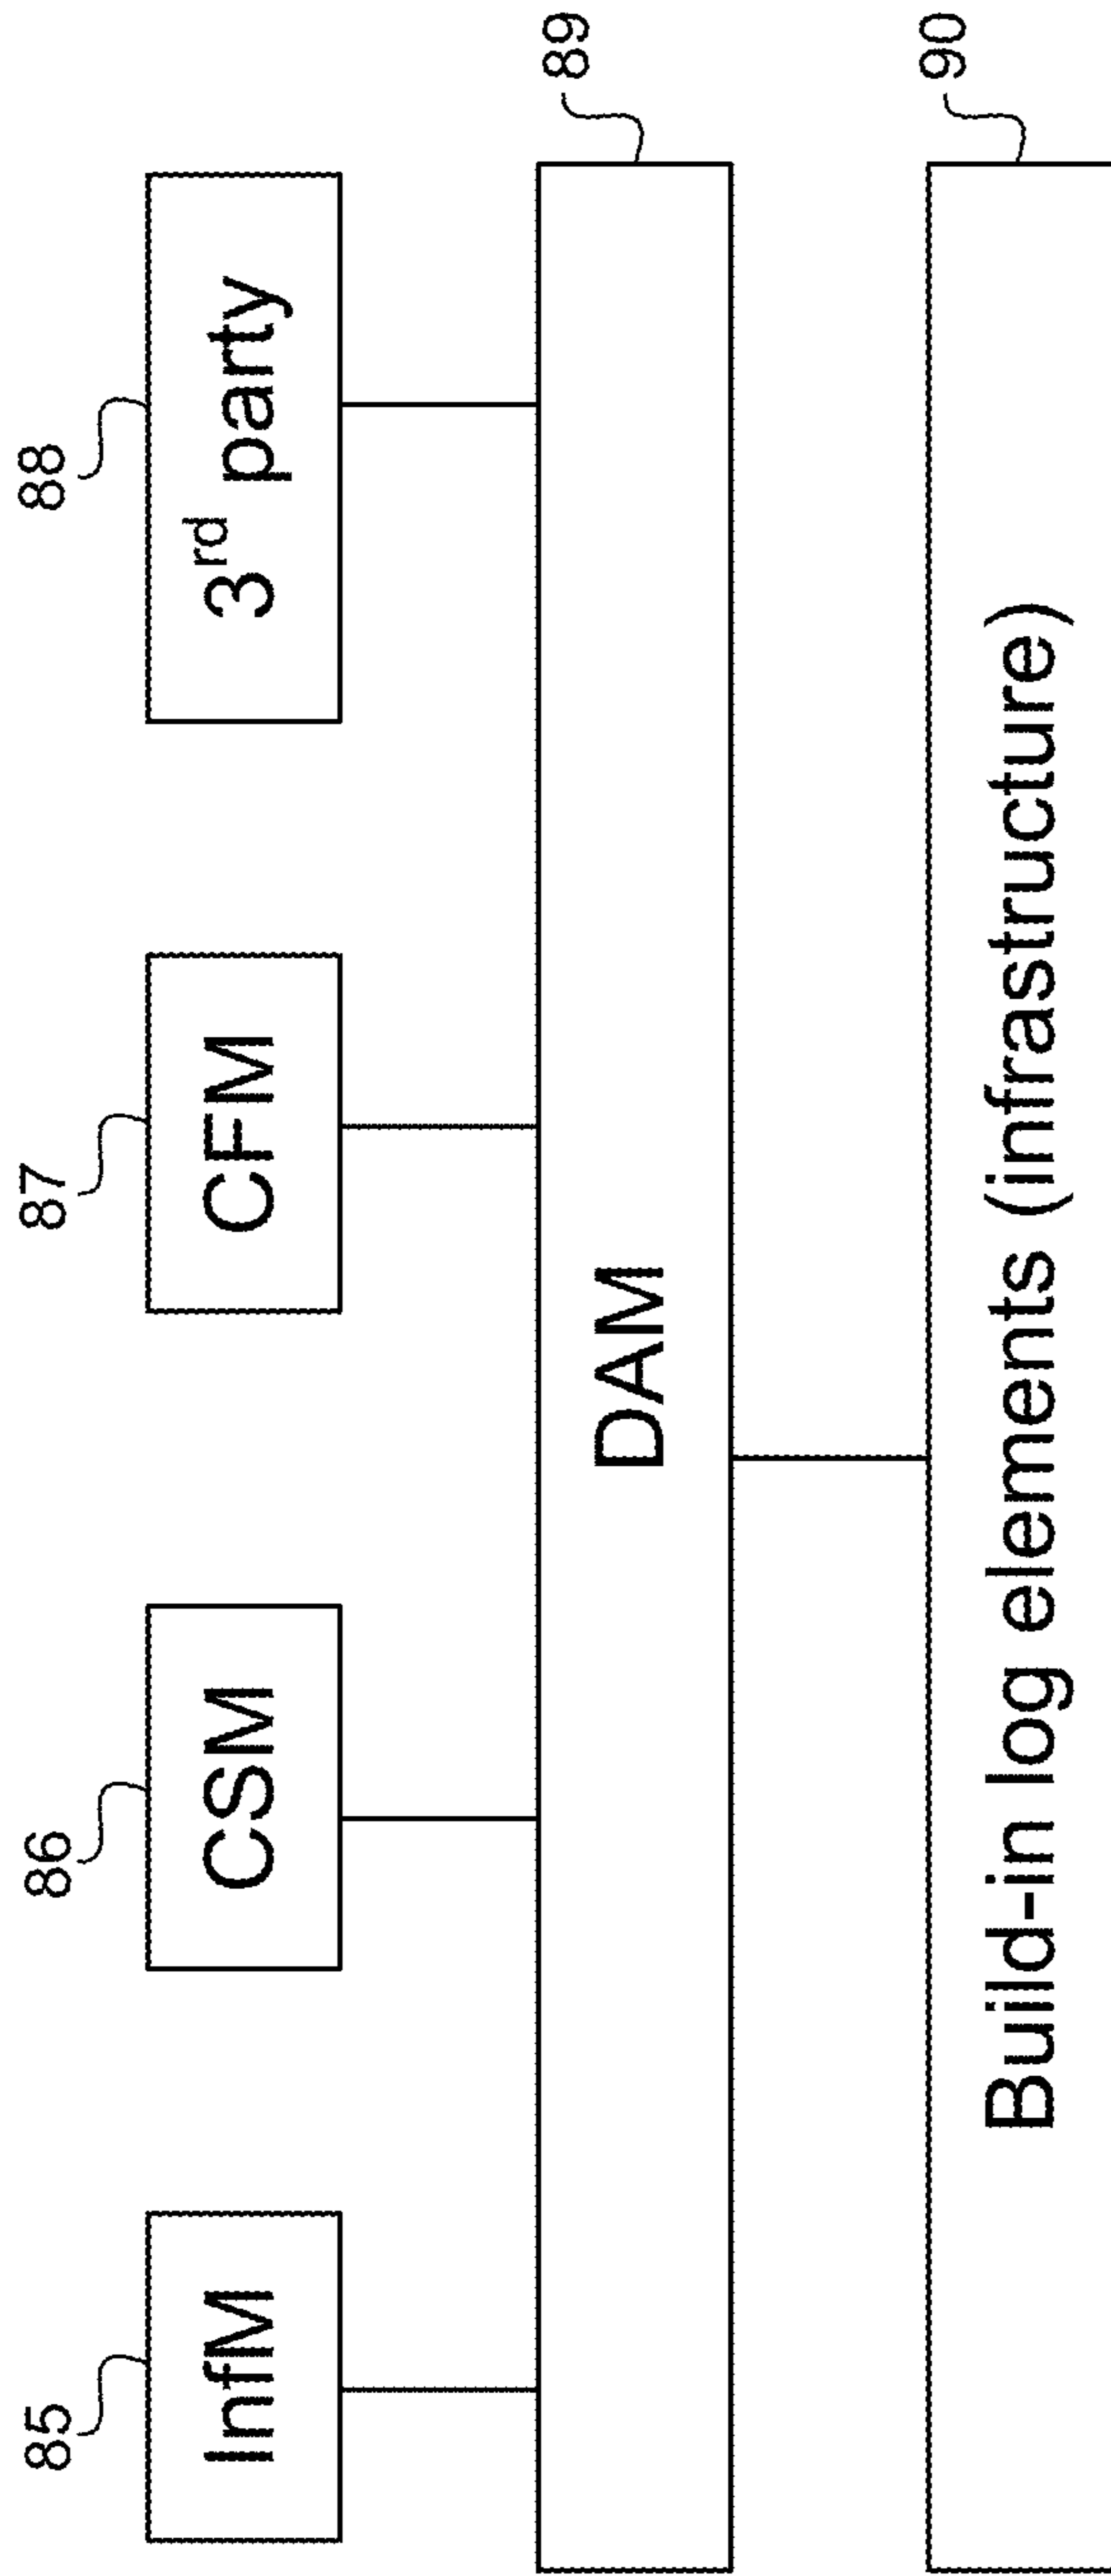 85
InfM
86
CSM
87
CFM
88
3rd party
89
DAM
90
Build-in log elements (infrastructure)